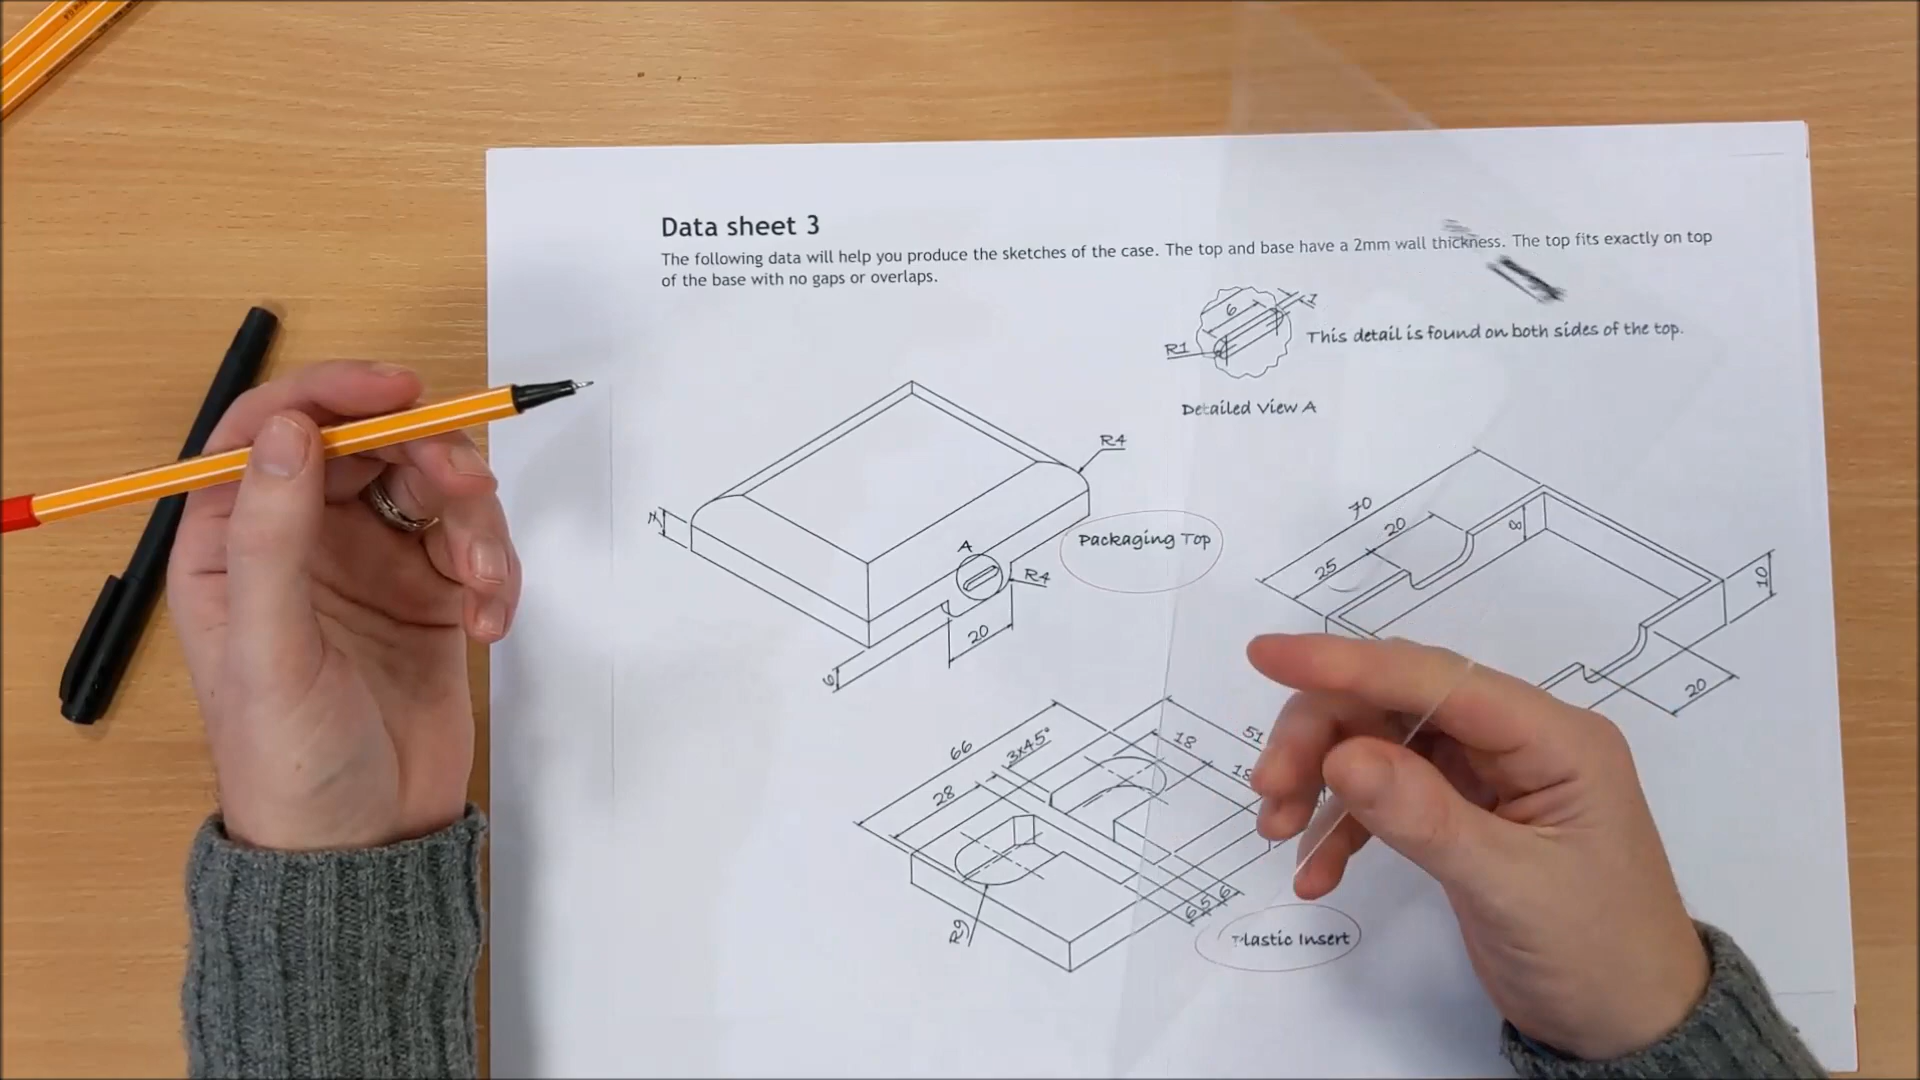 Data sheet 3
The following data will help you produce the sketches of the case. The top and base have a 2mm wall thickness. The top fits exactly on top
of the base with no gaps or overlaps.
6
1
R1
This detail is found on both sides of the top.
Detailed View A
R4
70
20
8
25
10
Packaging Top
A
R4
20
6
20
66
3x45°
18
51
18
28
6 5 6
R9
Plastic Insert